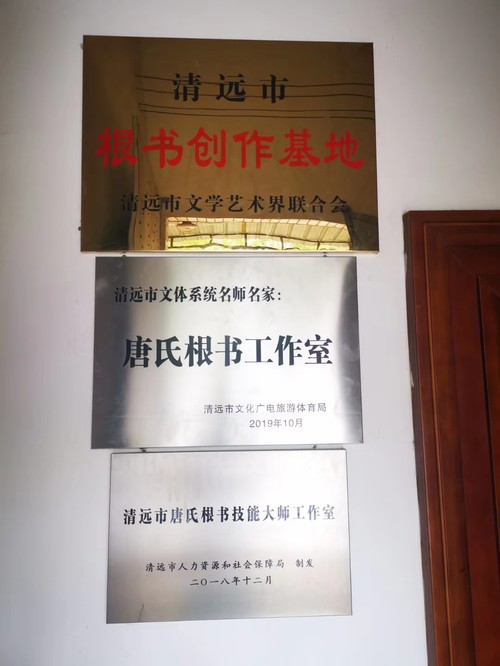 清远市
根书创作基地
清远市文学艺术界联合会
清远市文体系统名师名家：
唐氏根书工作室
清远市文化广电旅游体育局
2019年10月
清远市唐氏根书技能大师工作室
清远市人力资源和社会保障局 制发
二〇一八年十二月